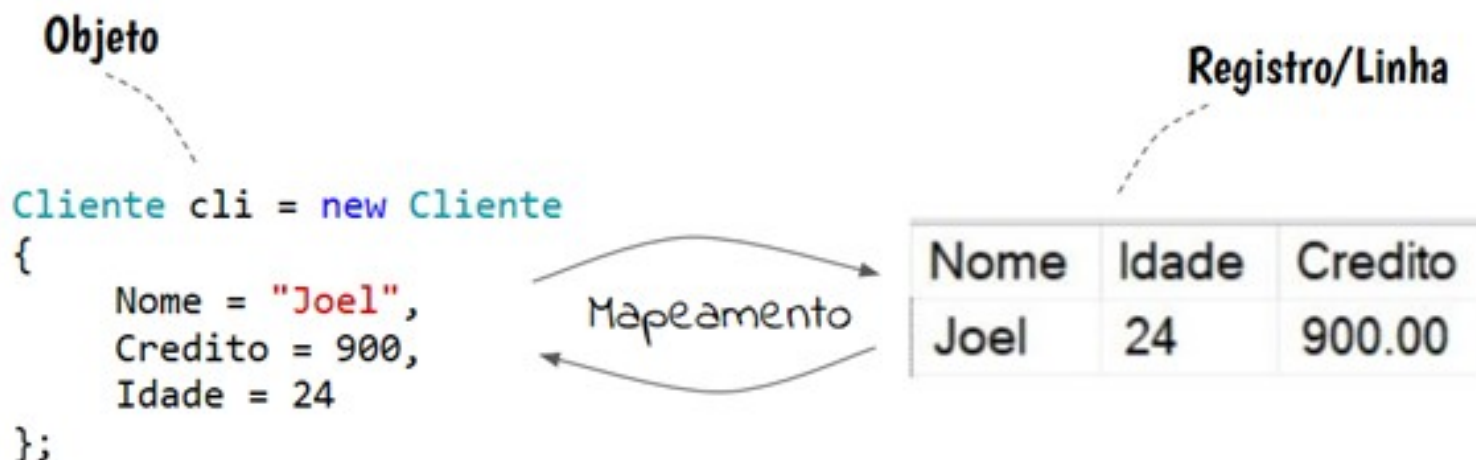 Objeto
Registro/Linha
Cliente cli = new Cliente
{
Nome = "Joel",
Credito = 900,
Idade = 24
};
Mapeamento
Nome Idade Credito
Joel 24 900.00